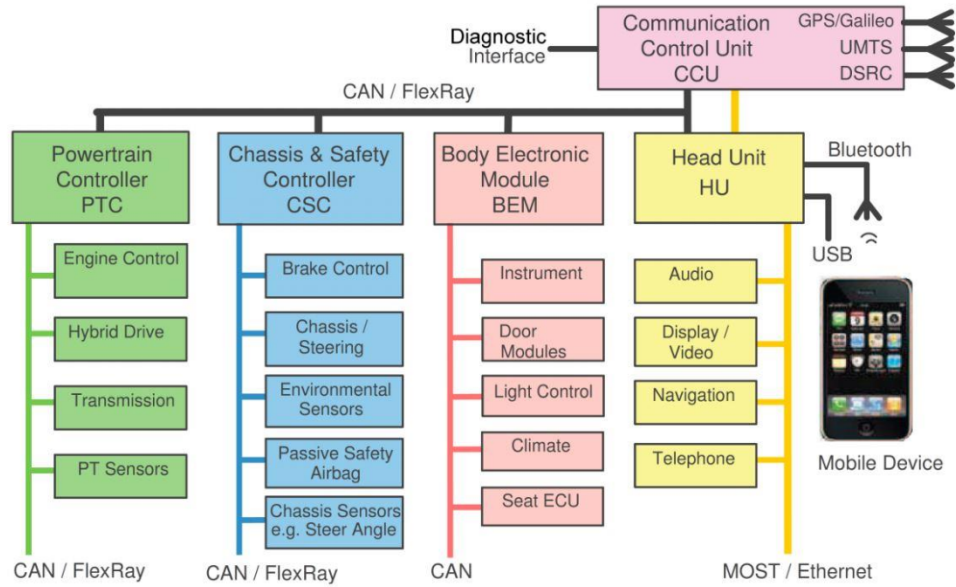 Communication
Control Unit
CCU
GPS/Galileo
UMTS
DSRC
Diagnostic
Interface
CAN / FlexRay
Powertrain
Controller
PTC
Chassis & Safety
Controller
CSC
Body Electronic
Module
BEM
Head Unit
HU
Bluetooth
USB
Engine Control
Hybrid Drive
Transmission
PT Sensors
Brake Control
Chassis /
Steering
Environmental
Sensors
Passive Safety
Airbag
Chassis Sensors
e.g. Steer Angle
Instrument
Door
Modules
Light Control
Climate
Seat ECU
Audio
Display /
Video
Navigation
Telephone
Mobile Device
CAN / FlexRay
CAN / FlexRay
CAN
MOST / Ethernet